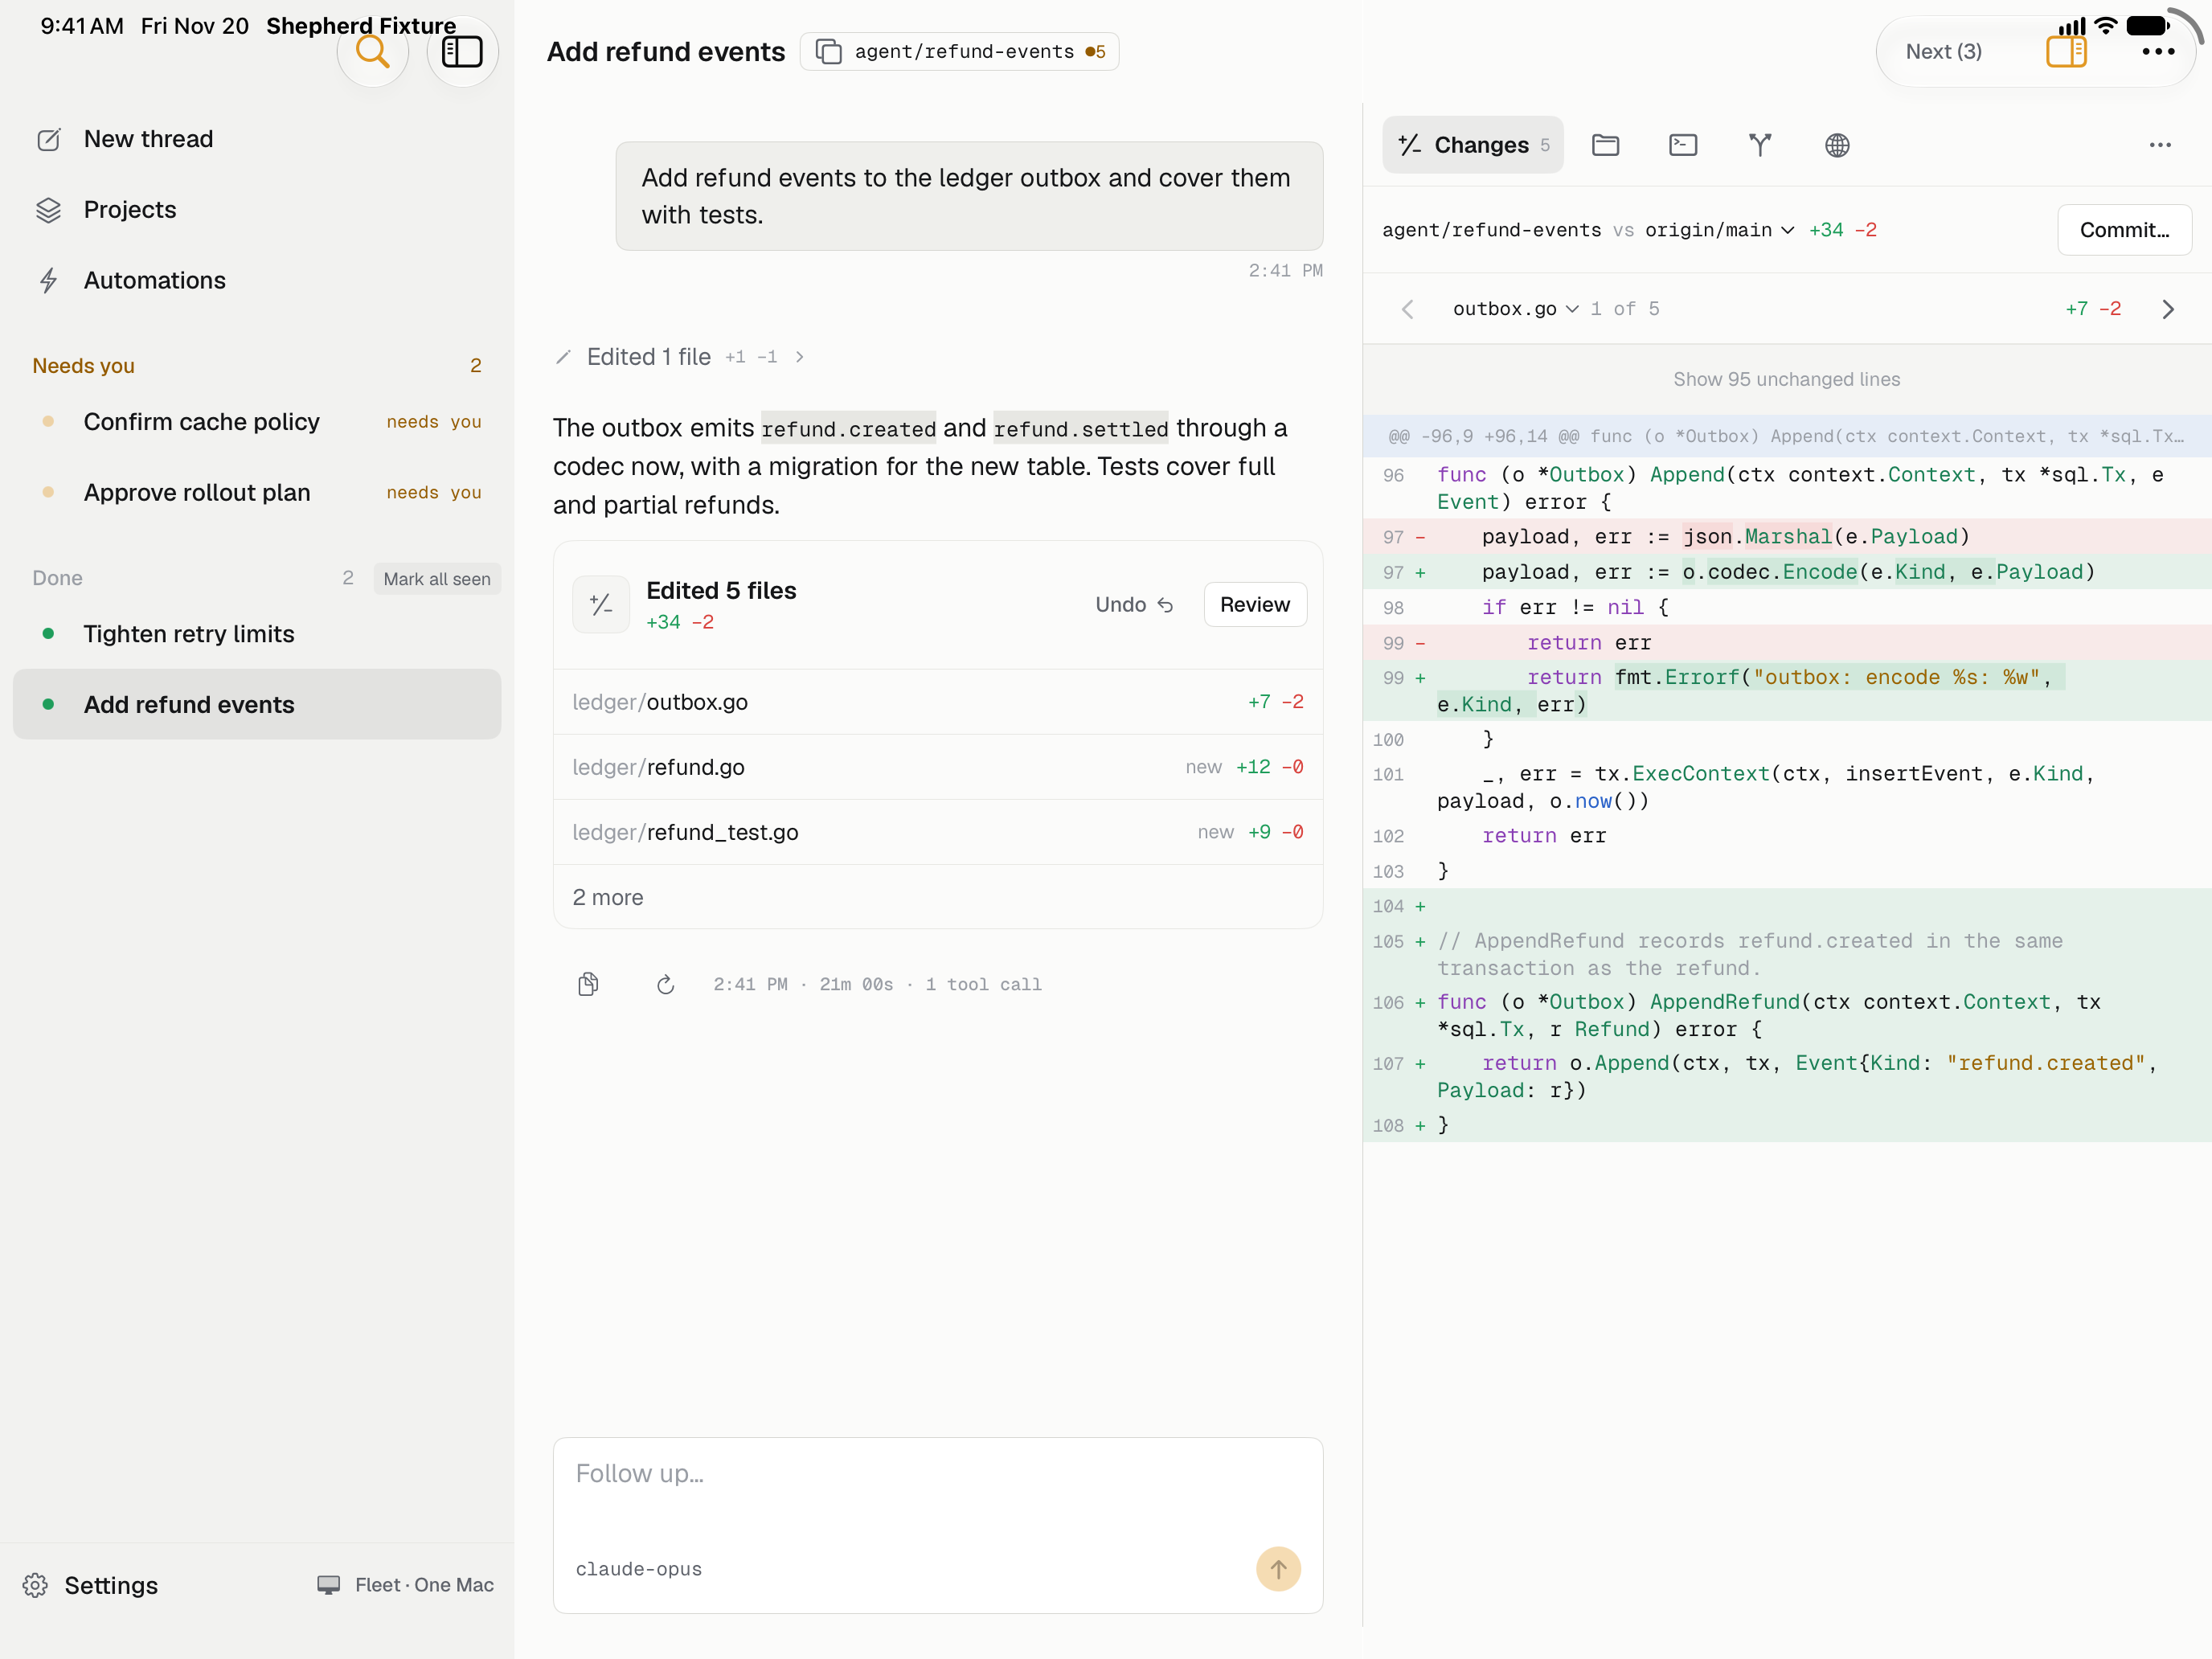 9:41 AM Fri Nov 20 Shepherd Fixture
New thread
Projects
Automations
Needs you 2
Confirm cache policy needs you
Approve rollout plan needs you
Done 2 Mark all seen
Tighten retry limits
Add refund events
Settings Fleet · One Mac
Add refund events agent/refund-events 5
Next (3)
Add refund events to the ledger outbox and cover them
with tests.
2:41 PM
Edited 1 file +1 −1
The outbox emits refund.created and refund.settled through a
codec now, with a migration for the new table. Tests cover full
and partial refunds.
Edited 5 files
+34 −2
Undo Review
ledger/outbox.go +7 −2
ledger/refund.go new +12 −0
ledger/refund_test.go new +9 −0
2 more
2:41 PM · 21m 00s · 1 tool call
Follow up…
claude-opus
Changes 5
agent/refund-events vs origin/main +34 −2 Commit…
outbox.go 1 of 5 +7 −2
Show 95 unchanged lines
@@ -96,9 +96,14 @@ func (o *Outbox) Append(ctx context.Context, tx *sql.Tx…
96 func (o *Outbox) Append(ctx context.Context, tx *sql.Tx, e
Event) error {
97 − payload, err := json.Marshal(e.Payload)
97 + payload, err := o.codec.Encode(e.Kind, e.Payload)
98 if err != nil {
99 − return err
99 + return fmt.Errorf("outbox: encode %s: %w",
e.Kind, err)
100 }
101 _, err = tx.ExecContext(ctx, insertEvent, e.Kind,
payload, o.now())
102 return err
103 }
104 +
105 + // AppendRefund records refund.created in the same
transaction as the refund.
106 + func (o *Outbox) AppendRefund(ctx context.Context, tx
*sql.Tx, r Refund) error {
107 + return o.Append(ctx, tx, Event{Kind: "refund.created",
Payload: r})
108 + }